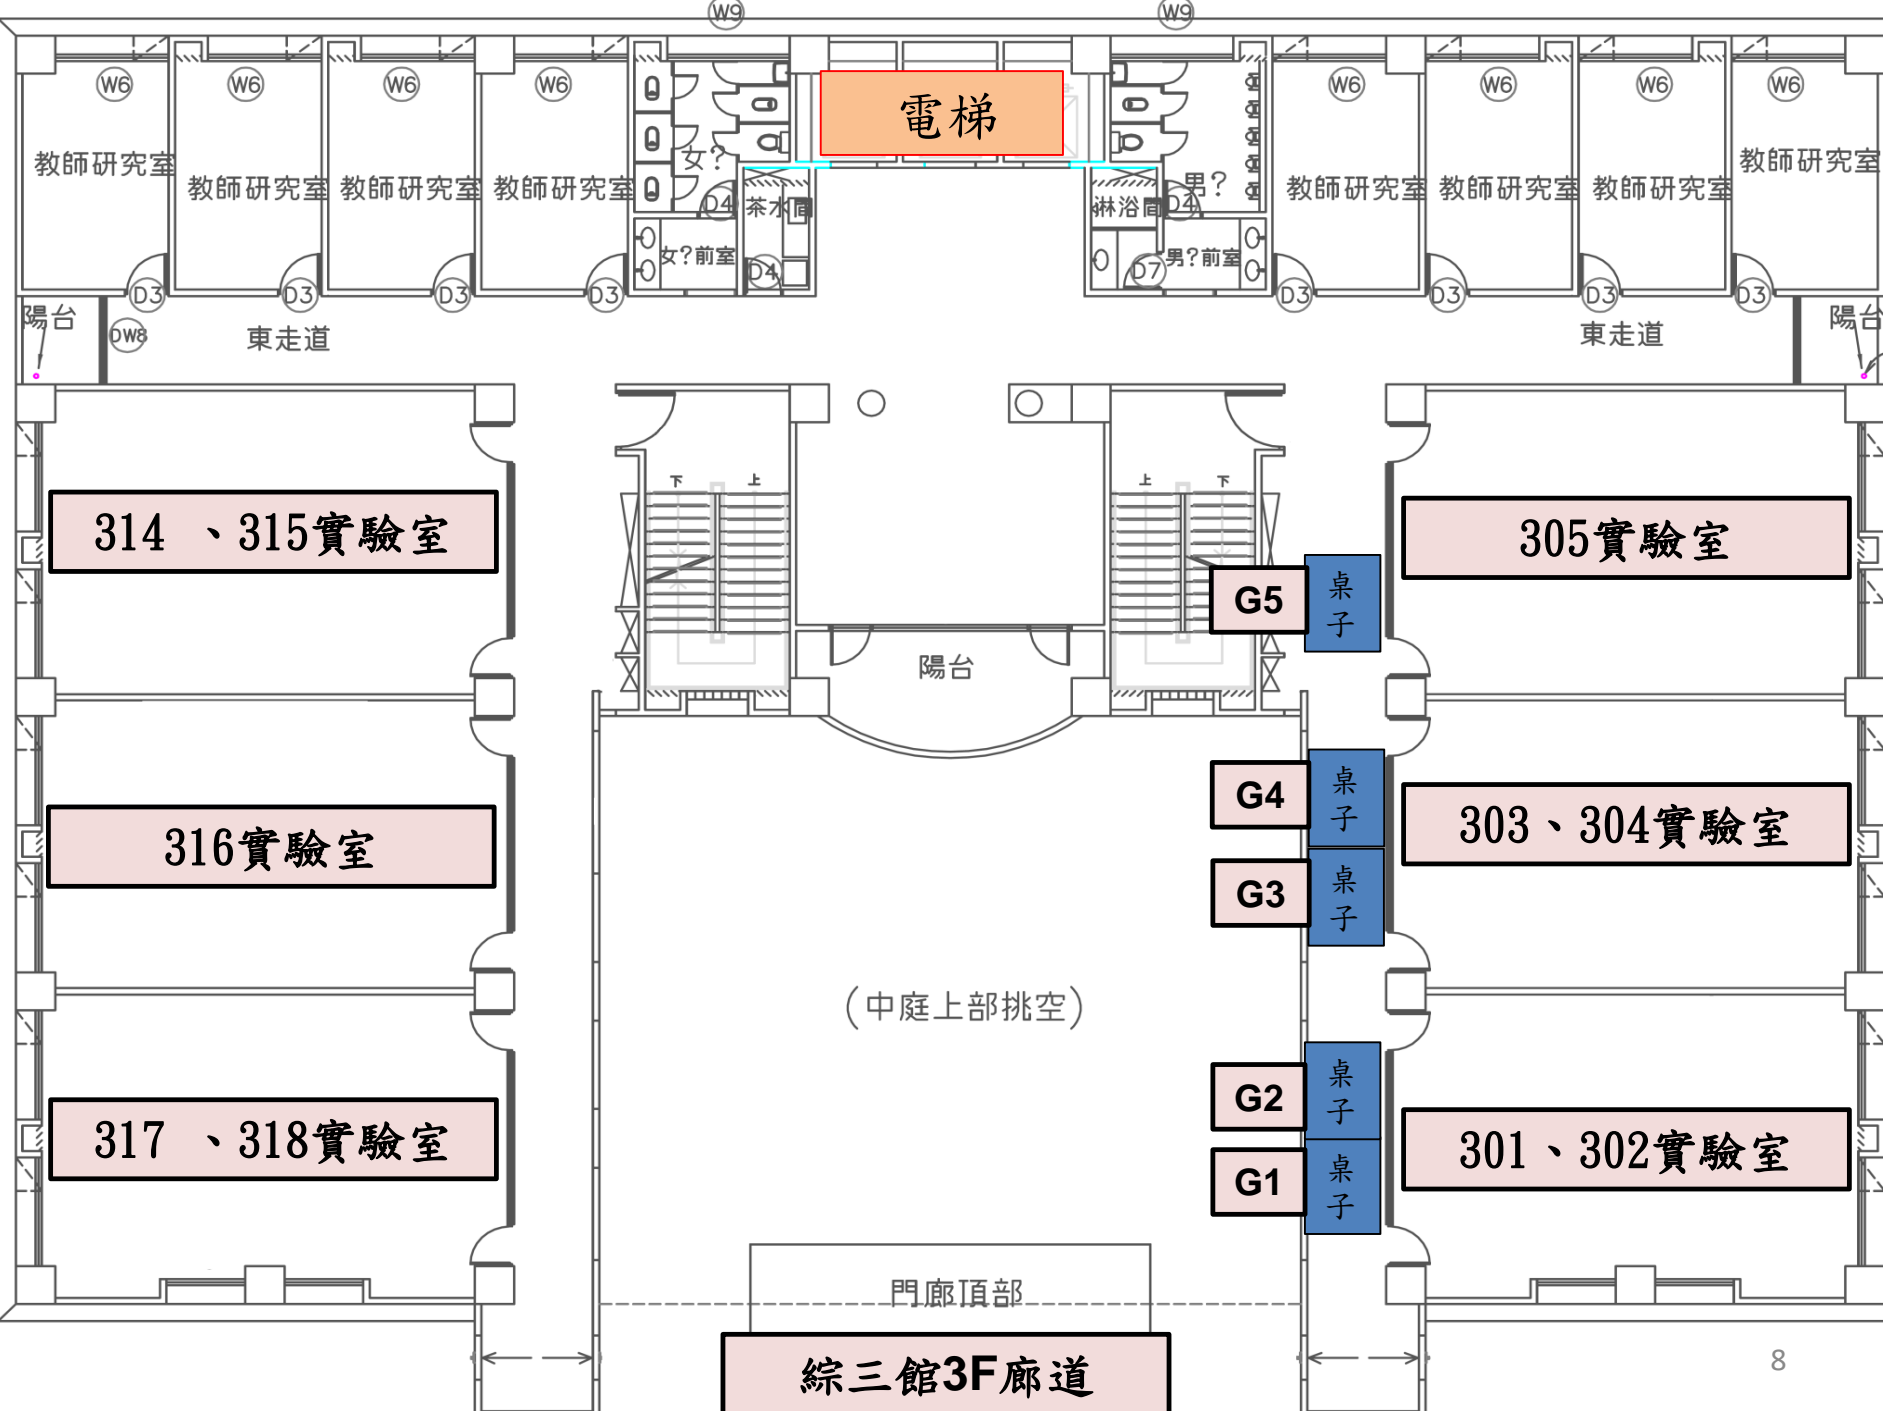 W9
W9
W6
W6
W6
W6
電梯
W6
W6
W6
W6
教師研究室
教師研究室
教師研究室
教師研究室
女?
男?
教師研究室
教師研究室
教師研究室
教師研究室
D4
茶水間
淋浴間
D4
女?前室
D4
D7
男?前室
D3
D3
D3
D3
D3
D3
D3
D3
陽台
DW8
東走道
東走道
陽台
下
上
上
下
314 、315實驗室
305實驗室
G5
桌子
陽台
G4
桌子
316實驗室
303、304實驗室
G3
桌子
(中庭上部挑空)
G2
桌子
317 、318實驗室
301、302實驗室
G1
桌子
門廊頂部
綜三館3F廊道
8